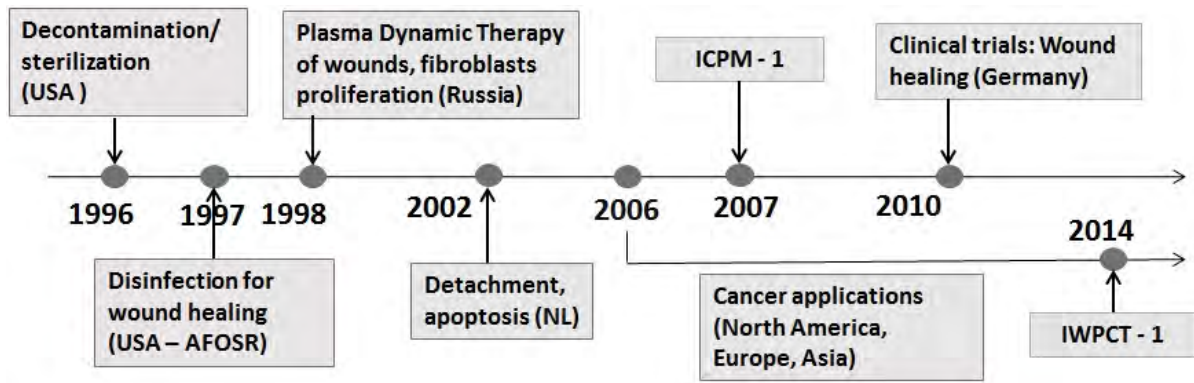 Decontamination/
sterilization
(USA )
Plasma Dynamic Therapy
of wounds, fibroblasts
proliferation (Russia)
ICPM - 1
Clinical trials: Wound
healing (Germany)
1996
1997
1998
2002
2006
2007
2010
2014
Disinfection for
wound healing
(USA – AFOSR)
Detachment,
apoptosis (NL)
Cancer applications
(North America,
Europe, Asia)
IWPCT - 1